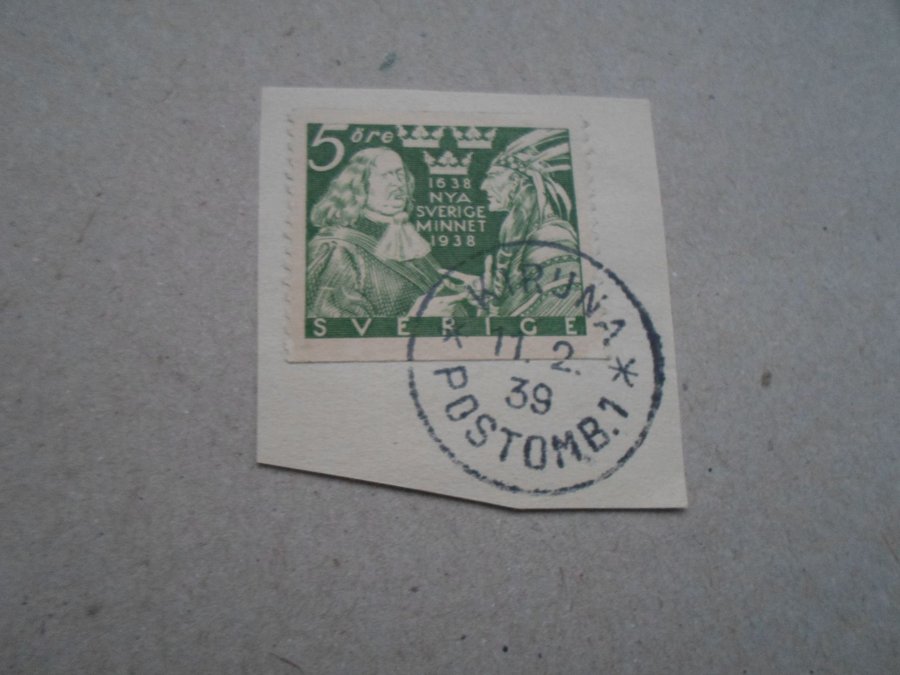 5 öre
1638
NYA
SVERIGE
MINNET
1938
SVERIGE
KIRUNA
* 11. 2. *
39
POSTOMB.1